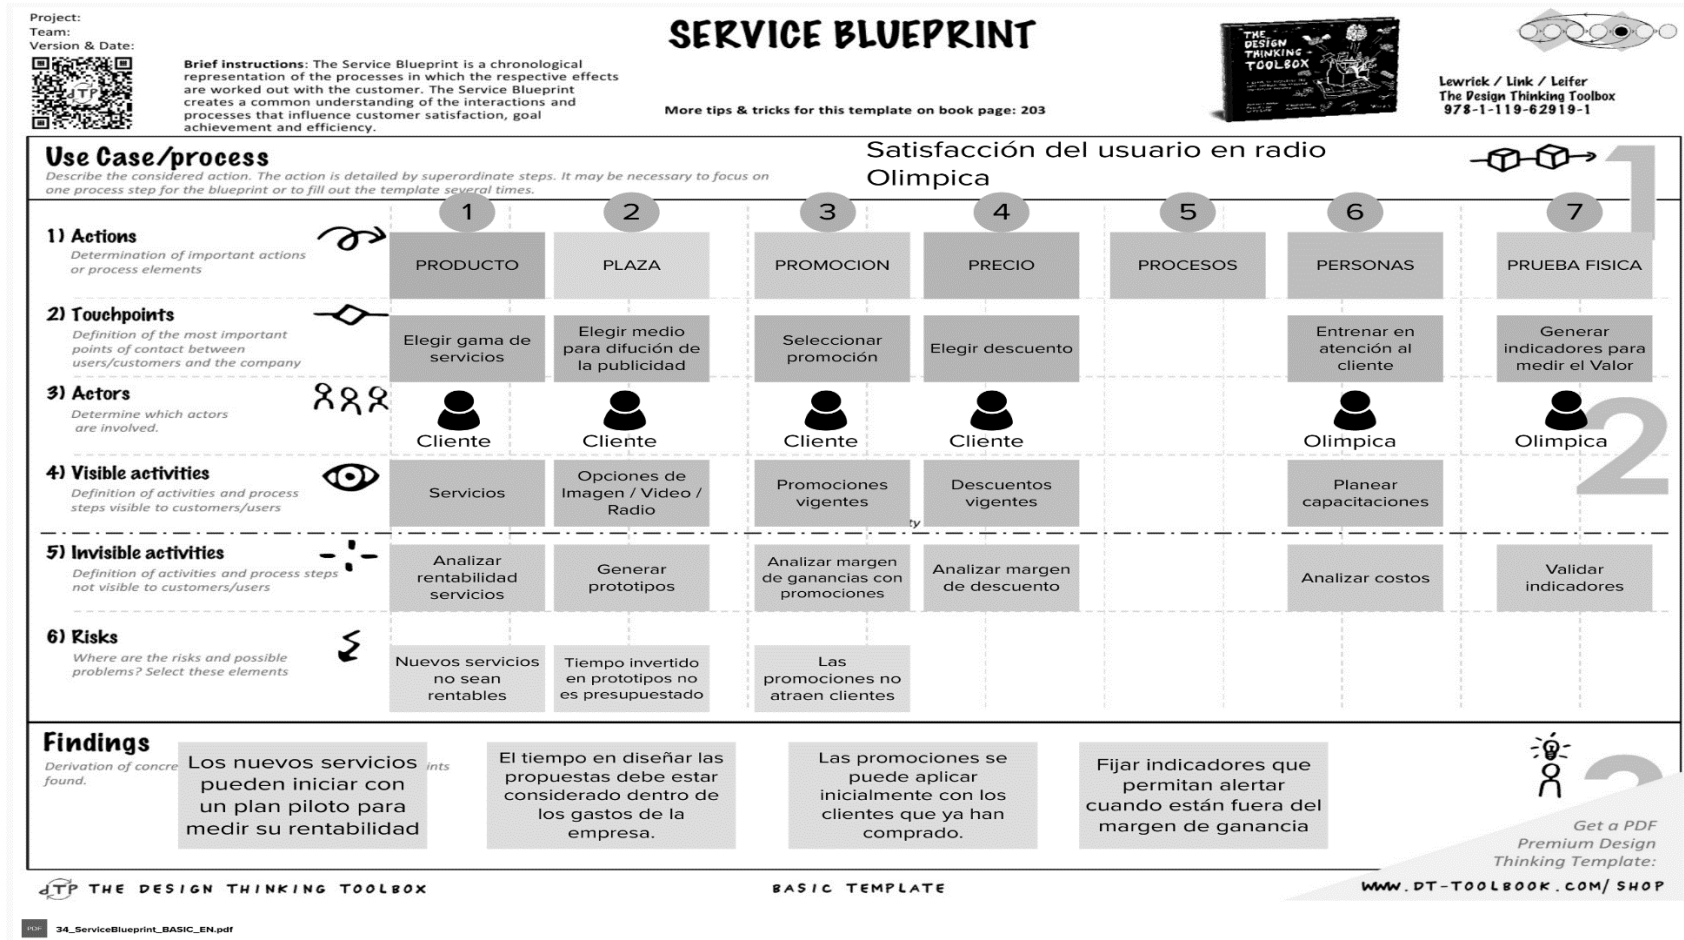 Project:
Team:
Version & Date:
dTP
Brief instructions: The Service Blueprint is a chronological
representation of the processes in which the respective effects
are worked out with the customer. The Service Blueprint
creates a common understanding of the interactions and
processes that influence customer satisfaction, goal
achievement and efficiency.
SERVICE BLUEPRINT
More tips & tricks for this template on book page: 203
THE
DESIGN
THINKING
TOOLBOX
Lewrick / Link / Leifer
The Design Thinking Toolbox
978-1-119-62919-1
Use Case/process
Describe the considered action. The action is detailed by superordinate steps. It may be necessary to focus on
one process step for the blueprint or to fill out the template several times.
Satisfacción del usuario en radio
Olimpica
1
1 2 3 4 5 6 7
1) Actions
Determination of important actions
or process elements
PRODUCTO
PLAZA
PROMOCION
PRECIO
PROCESOS
PERSONAS
PRUEBA FISICA
2) Touchpoints
Definition of the most important
points of contact between
users/customers and the company
Elegir gama de
servicios
Elegir medio
para difución de
la publicidad
Seleccionar
promoción
Elegir descuento
Entrenar en
atención al
cliente
Generar
indicadores para
medir el Valor
3) Actors
Determine which actors
are involved.
Cliente
Cliente
Cliente
Cliente
Olimpica
Olimpica
2
4) Visible activities
Definition of activities and process
steps visible to customers/users
Servicios
Opciones de
Imagen / Video /
Radio
Promociones
vigentes
Descuentos
vigentes
Planear
capacitaciones
ty
5) Invisible activities
Definition of activities and process steps
not visible to customers/users
Analizar
rentabilidad
servicios
Generar
prototipos
Analizar margen
de ganancias con
promociones
Analizar margen
de descuento
Analizar costos
Validar
indicadores
6) Risks
Where are the risks and possible
problems? Select these elements
Nuevos servicios
no sean
rentables
Tiempo invertido
en prototipos no
es presupuestado
Las
promociones no
atraen clientes
Findings
Derivation of concre
ints
found.
Los nuevos servicios
pueden iniciar con
un plan piloto para
medir su rentabilidad
El tiempo en diseñar las
propuestas debe estar
considerado dentro de
los gastos de la
empresa.
Las promociones se
puede aplicar
inicialmente con los
clientes que ya han
comprado.
Fijar indicadores que
permitan alertar
cuando están fuera del
margen de ganancia
Get a PDF
Premium Design
Thinking Template:
WWW.DT-TOOLBOOK.COM/SHOP
dTP THE DESIGN THINKING TOOLBOX
BASIC TEMPLATE
PDF 34_ServiceBlueprint_BASIC_EN.pdf